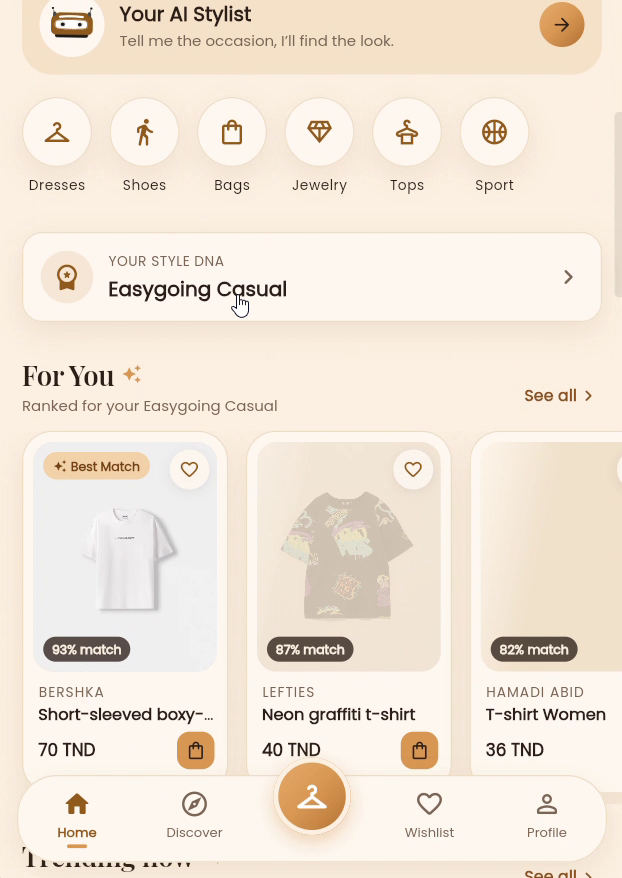 Your AI Stylist
Tell me the occasion, I'll find the look.
Dresses
Shoes
Bags
Jewelry
Tops
Sport
YOUR STYLE DNA
Easygoing Casual
For You
Ranked for your Easygoing Casual
See all
Best Match
93% match
87% match
82% match
BERSHKA
Short-sleeved boxy-...
70 TND
LEFTIES
Neon graffiti t-shirt
40 TND
HAMADI ABID
T-shirt Women
36 TND
Home
Discover
Wishlist
Profile
Trending now
See all